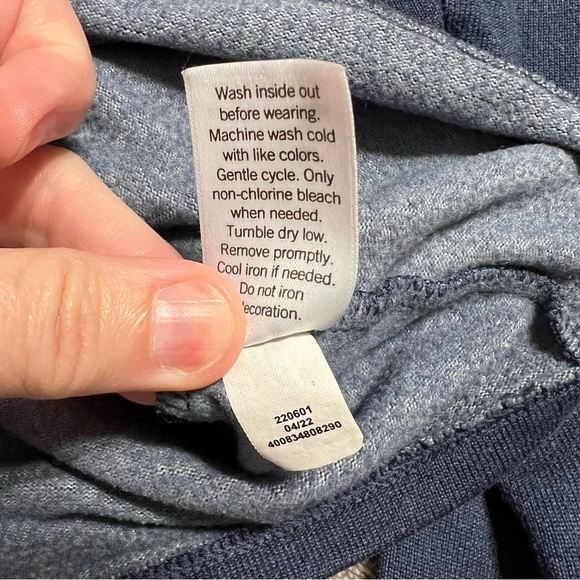 Wash inside out
before wearing.
Machine wash cold
with like colors.
Gentle cycle. Only
non-chlorine bleach
when needed.
Tumble dry low.
Remove promptly.
Cool iron if needed.
Do not iron
decoration.
220601
04/22
400834808290